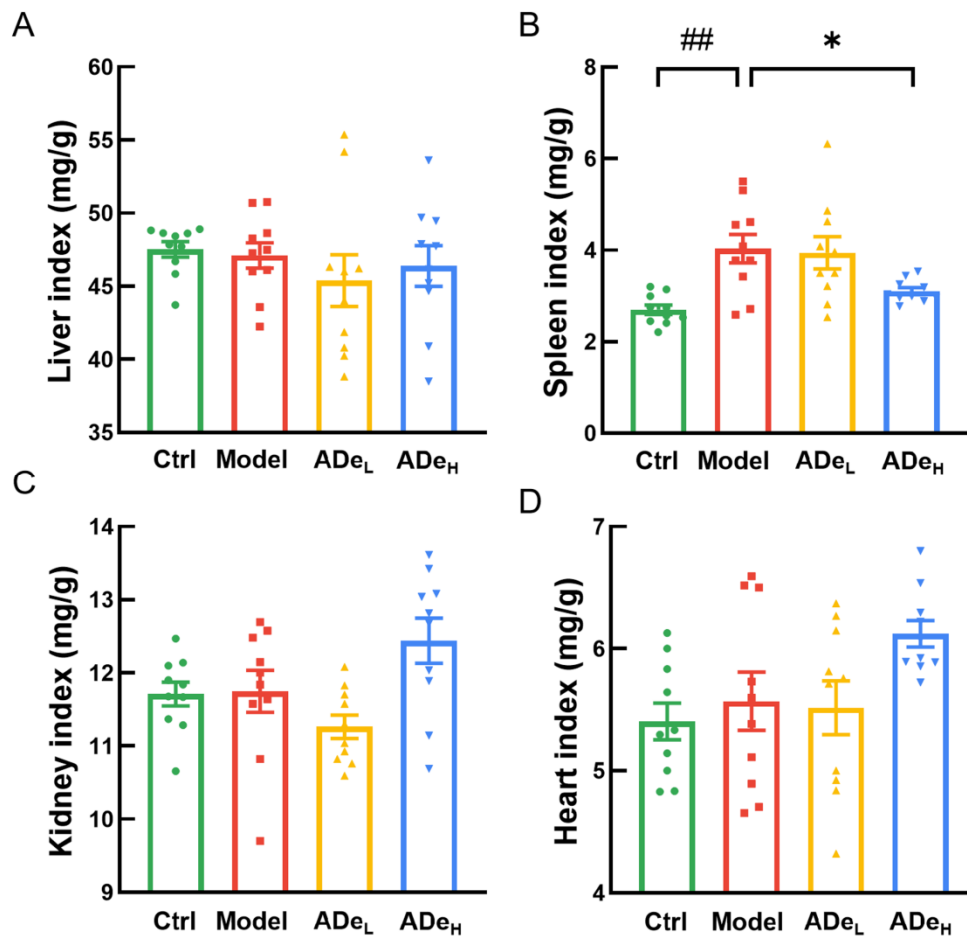 A
Liver index (mg/g)
60
55
50
45
40
35
Ctrl Model ADeL ADeH
B
## *
Spleen index (mg/g)
8
6
4
2
0
Ctrl Model ADeL ADeH
C
Kidney index (mg/g)
14
13
12
11
10
9
Ctrl Model ADeL ADeH
D
Heart index (mg/g)
7
6
5
4
Ctrl Model ADeL ADeH